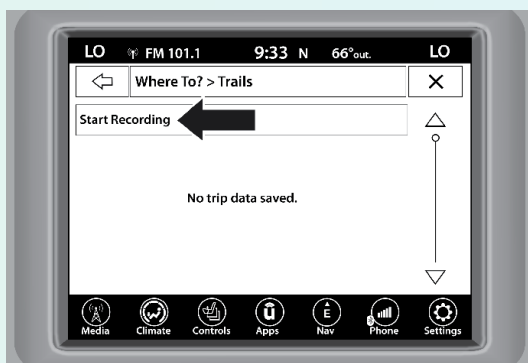 LO FM 101.1 9:33 N 66°out. LO
Where To? > Trails
Start Recording
No trip data saved.
Media Climate Controls Apps Nav Phone Settings